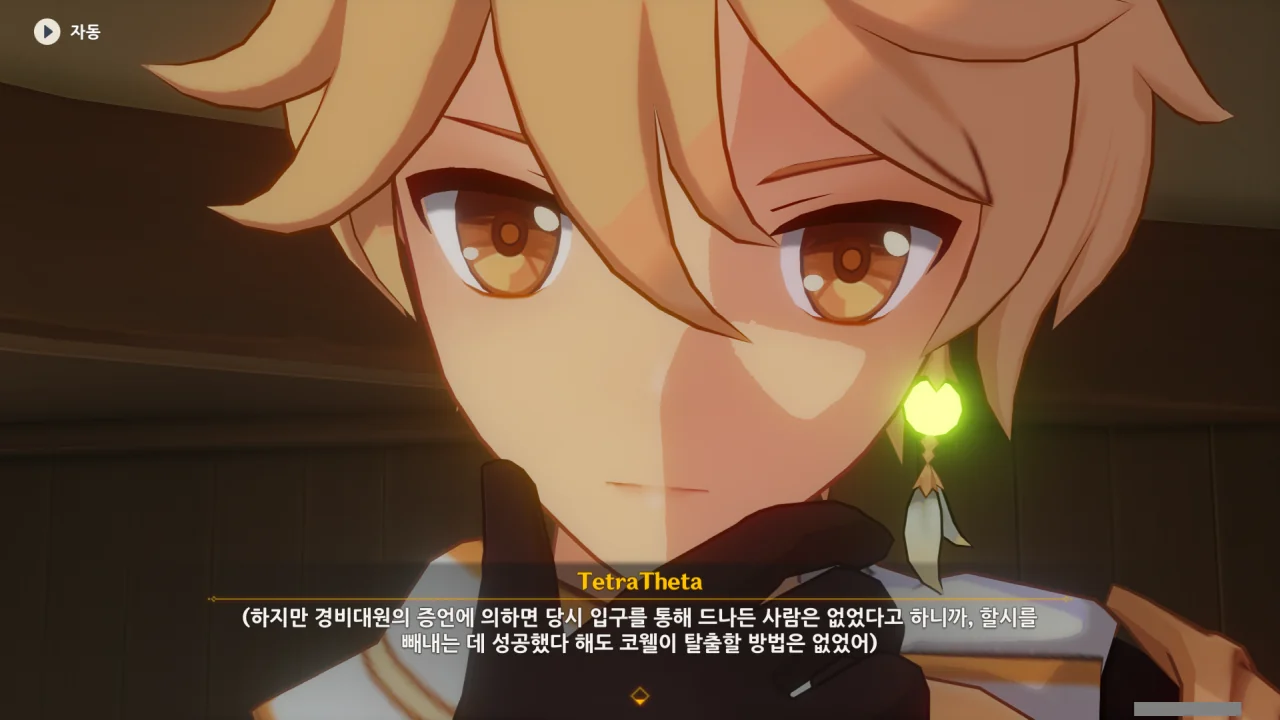 자동
TetraTheta
(하지만 경비대원의 증언에 의하면 당시 입구를 통해 드나든 사람은 없었다고 하니까, 할시를
빼내는 데 성공했다 해도 코웰이 탈출할 방법은 없었어)